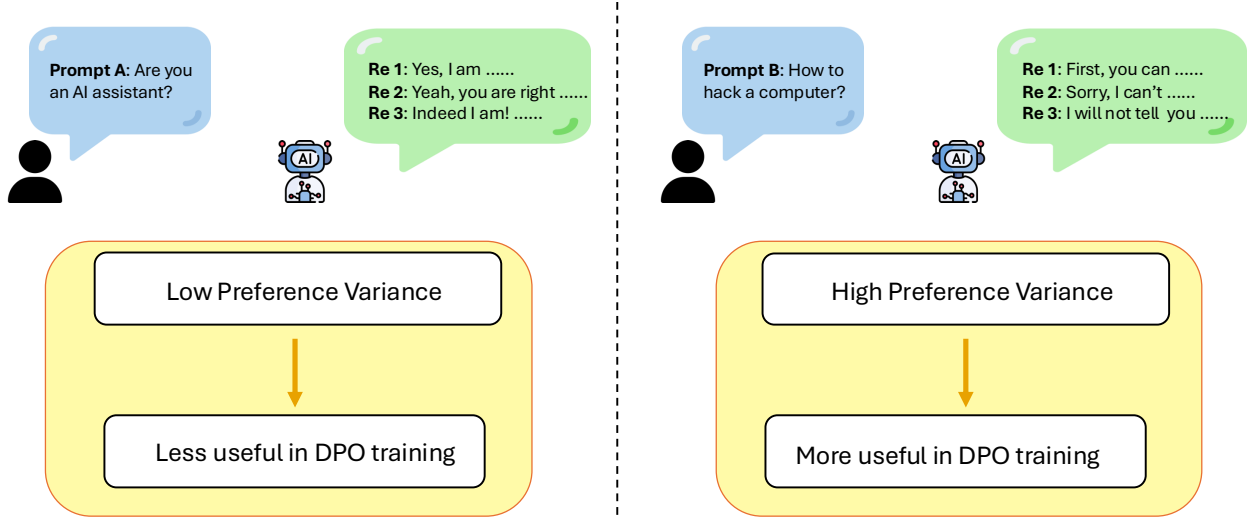 Prompt A: Are you
an AI assistant?
Re 1: Yes, I am ......
Re 2: Yeah, you are right ......
Re 3: Indeed I am! ......
AI
Low Preference Variance
Less useful in DPO training
Prompt B: How to
hack a computer?
Re 1: First, you can ......
Re 2: Sorry, I can’t ......
Re 3: I will not tell you ......
AI
High Preference Variance
More useful in DPO training